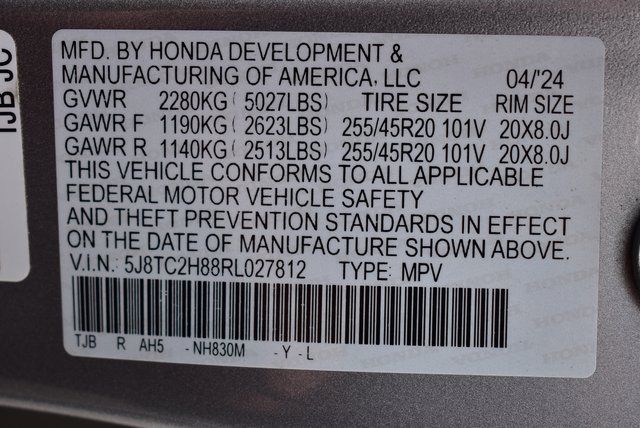 MFD. BY HONDA DEVELOPMENT &
MANUFACTURING OF AMERICA, LLC 04/'24
GVWR 2280KG ( 5027LBS) TIRE SIZE RIM SIZE
GAWR F 1190KG ( 2623LBS) 255/45R20 101V 20X8.0J
GAWR R 1140KG ( 2513LBS) 255/45R20 101V 20X8.0J
THIS VEHICLE CONFORMS TO ALL APPLICABLE
FEDERAL MOTOR VEHICLE SAFETY
AND THEFT PREVENTION STANDARDS IN EFFECT
ON THE DATE OF MANUFACTURE SHOWN ABOVE.
V.I.N. 5J8TC2H88RL027812 TYPE: MPV
TJB R AH5 - NH830M - Y - L
TJB JC